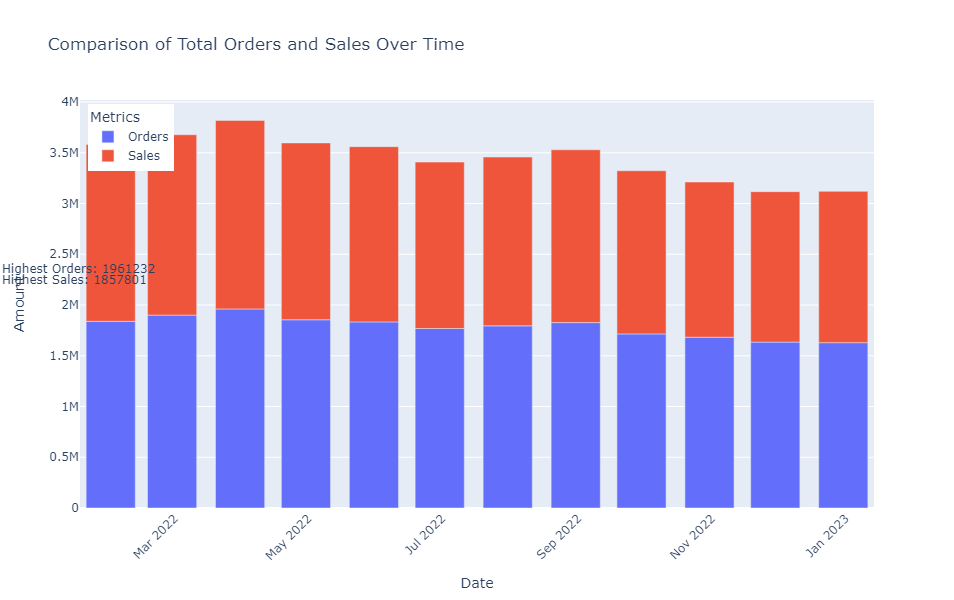 Comparison of Total Orders and Sales Over Time
Metrics
Orders
Sales
4M
3.5M
3M
2.5M
2M
1.5M
1M
0.5M
0
Highest Orders: 1961232
Highest Sales: 1857801
Amount
Mar 2022
May 2022
Jul 2022
Sep 2022
Nov 2022
Jan 2023
Date